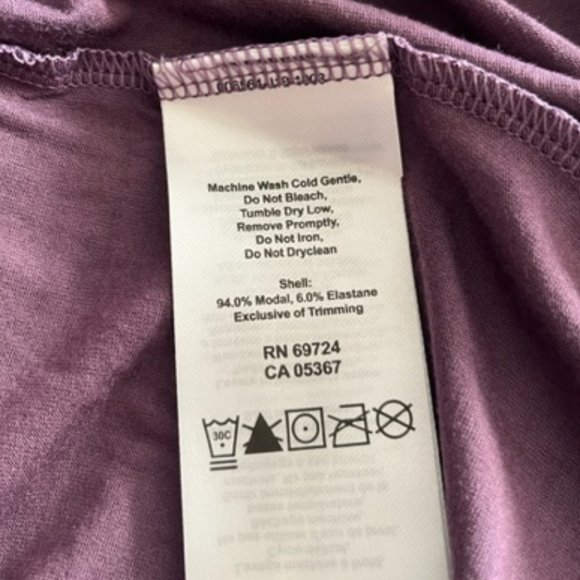 Machine Wash Cold Gentle,
Do Not Bleach,
Tumble Dry Low,
Remove Promptly,
Do Not Iron,
Do Not Dryclean
Shell:
94.0% Modal, 6.0% Elastane
Exclusive of Trimming
RN 69724
CA 05367
30C